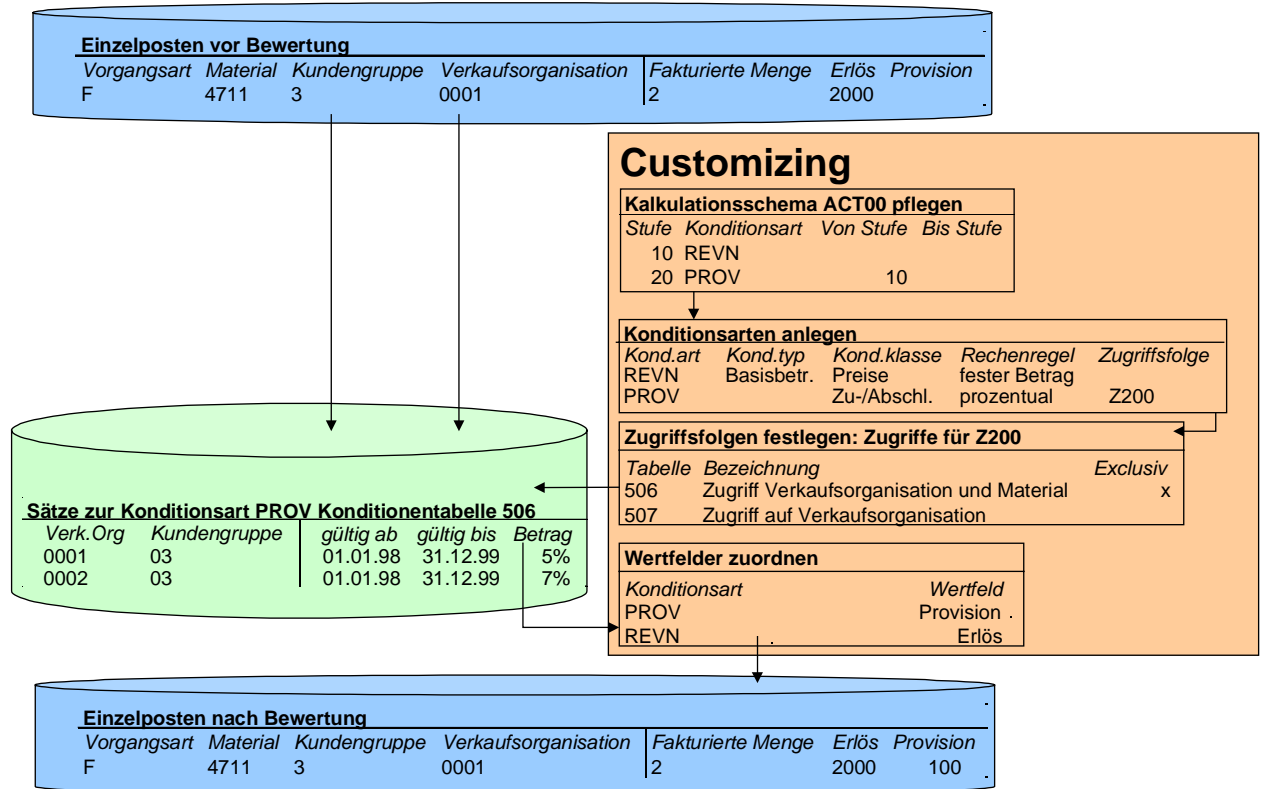 Einzelposten vor Bewertung
Vorgangsart Material Kundengruppe Verkaufsorganisation Fakturierte Menge Erlös Provision
F 4711 3 0001 2 2000
Customizing
Kalkulationsschema ACT00 pflegen
Stufe Konditionsart Von Stufe Bis Stufe
10 REVN
20 PROV 10
Konditionsarten anlegen
Kond.art Kond.typ Kond.klasse Rechenregel Zugriffsfolge
REVN Basisbetr. Preise fester Betrag
PROV Zu-/Abschl. prozentual Z200
Zugriffsfolgen festlegen: Zugriffe für Z200
Tabelle Bezeichnung Exclusiv
506 Zugriff Verkaufsorganisation und Material x
507 Zugriff auf Verkaufsorganisation
Sätze zur Konditionsart PROV Konditionentabelle 506
Verk.Org Kundengruppe gültig ab gültig bis Betrag
0001 03 01.01.98 31.12.99 5%
0002 03 01.01.98 31.12.99 7%
Wertfelder zuordnen
Konditionsart Wertfeld
PROV Provision
REVN Erlös
Einzelposten nach Bewertung
Vorgangsart Material Kundengruppe Verkaufsorganisation Fakturierte Menge Erlös Provision
F 4711 3 0001 2 2000 100